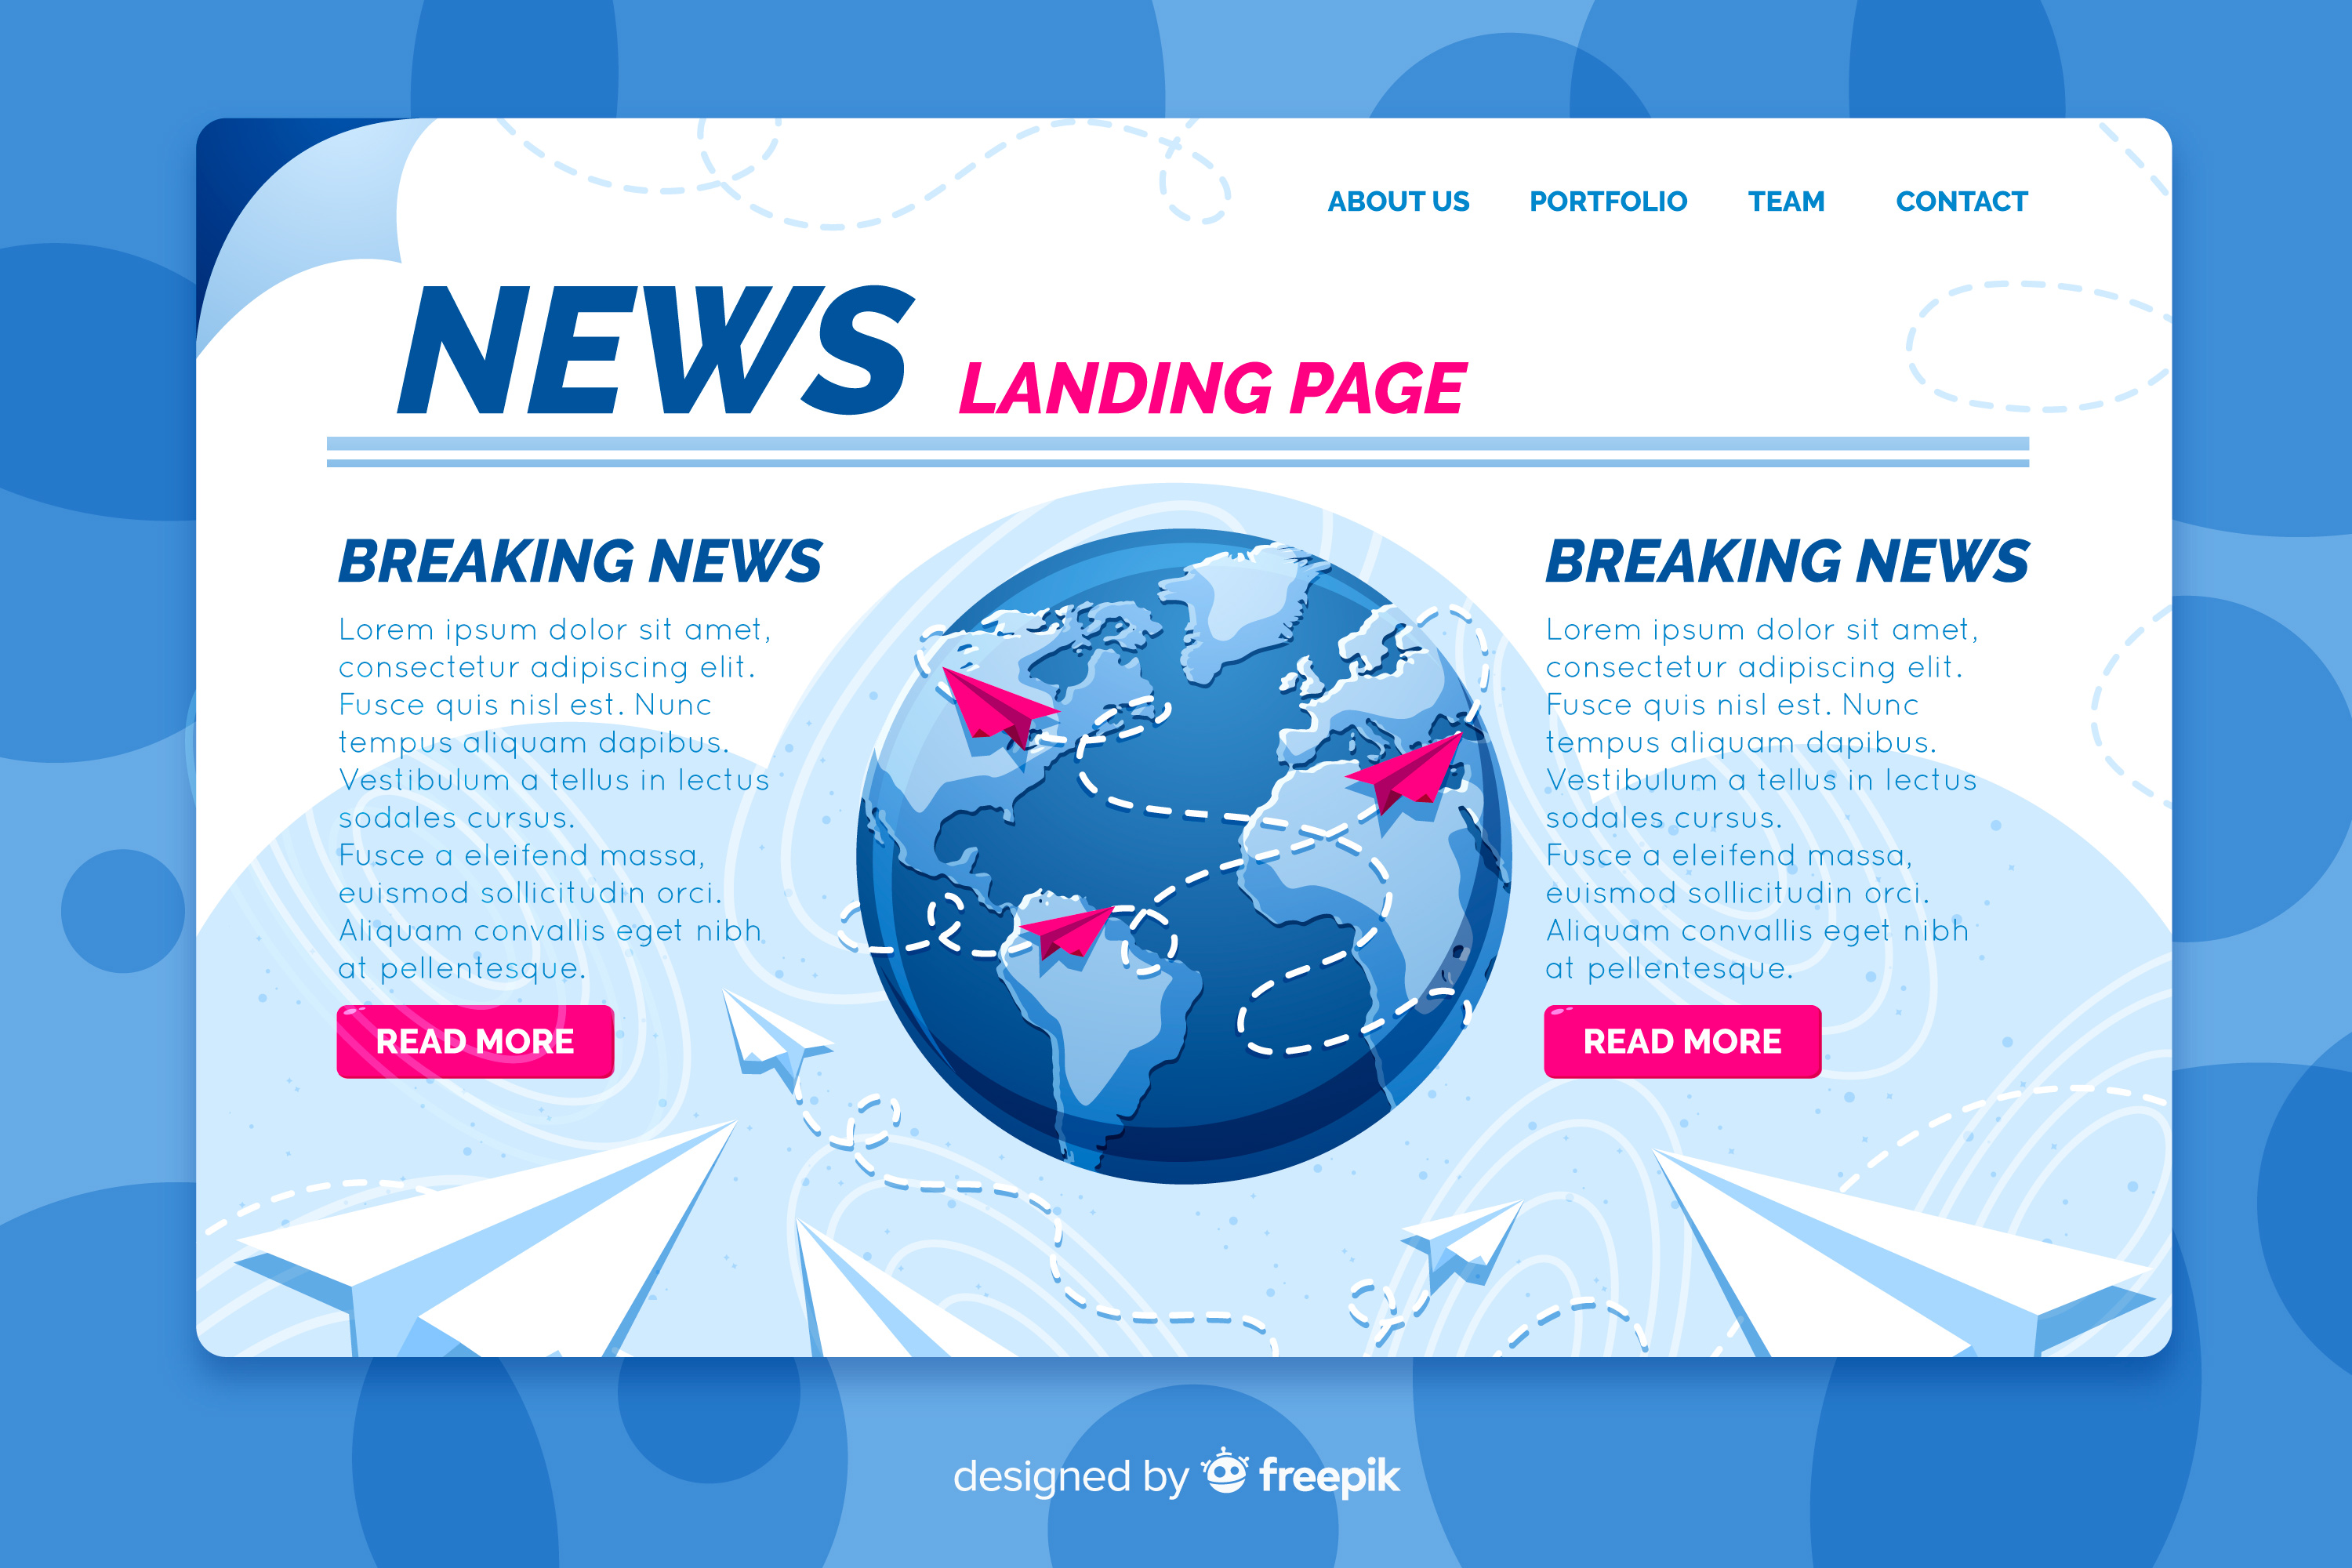 ABOUT US PORTFOLIO TEAM CONTACT
NEWS LANDING PAGE
BREAKING NEWS
Lorem ipsum dolor sit amet,
consectetur adipiscing elit.
Fusce quis nisl est. Nunc
tempus aliquam dapibus.
Vestibulum a tellus in lectus
sodales cursus.
Fusce a eleifend massa,
euismod sollicitudin orci.
Aliquam convallis eget nibh
at pellentesque.
READ MORE
BREAKING NEWS
Lorem ipsum dolor sit amet,
consectetur adipiscing elit.
Fusce quis nisl est. Nunc
tempus aliquam dapibus.
Vestibulum a tellus in lectus
sodales cursus.
Fusce a eleifend massa,
euismod sollicitudin orci.
Aliquam convallis eget nibh
at pellentesque.
READ MORE
designed by freepik